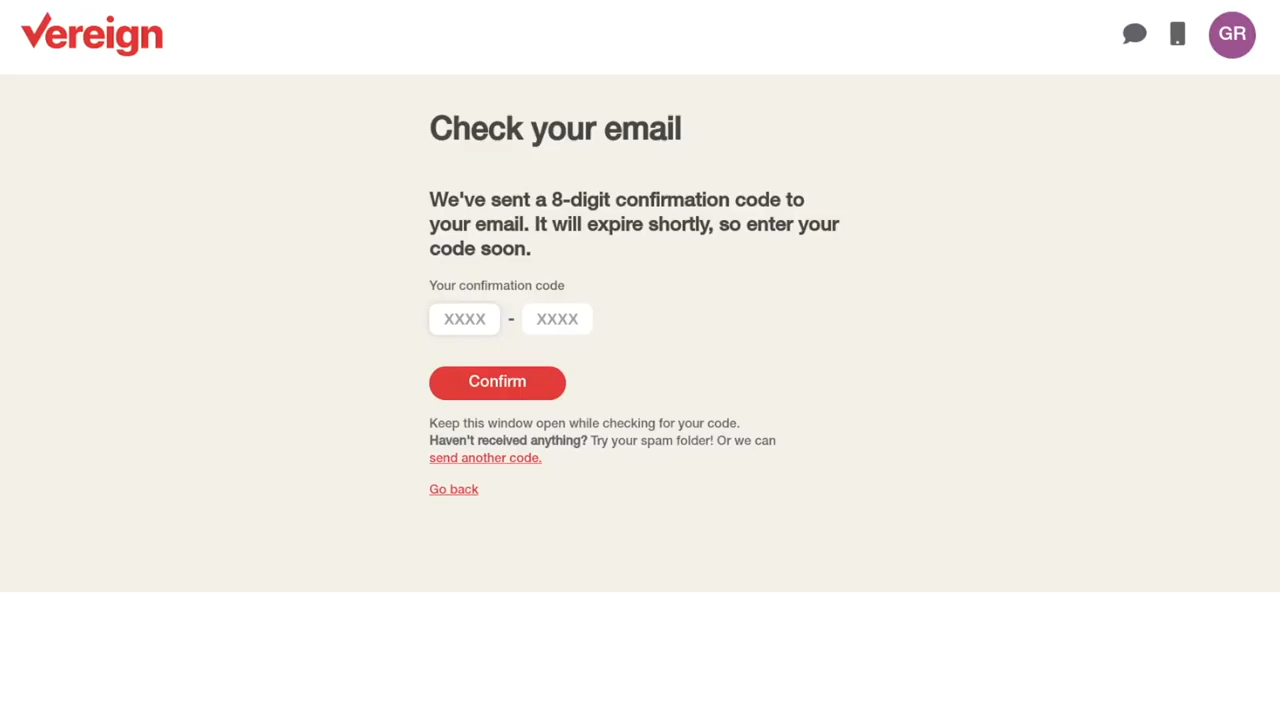 Vereign
GR
Check your email
We've sent a 8-digit confirmation code to
your email. It will expire shortly, so enter your
code soon.
Your confirmation code
XXXX - XXXX
Confirm
Keep this window open while checking for your code.
Haven't received anything? Try your spam folder! Or we can
send another code.
Go back